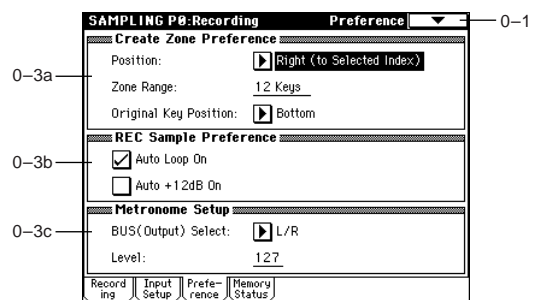 SAMPLING P0:Recording Preference
0–1
Create Zone Preference
0–3a
Position: Right (to Selected Index)
Zone Range: 12 Keys
Original Key Position: Bottom
REC Sample Preference
0–3b
Auto Loop On
Auto +12dB On
Metronome Setup
0–3c
BUS(Output) Select: L/R
Level: 127
Record Input Prefe- Memory
ing Setup rence Status